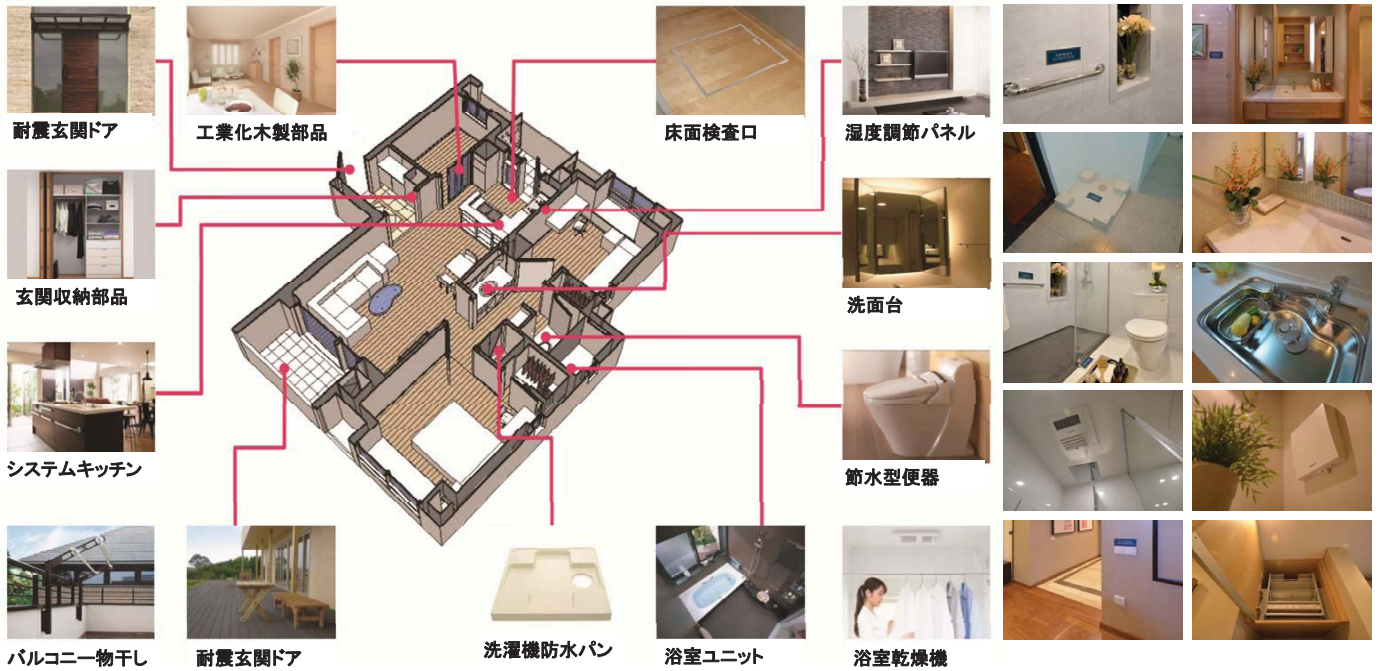 耐震玄関ドア
工業化木製部品
床面検査口
湿度調節パネル
玄関収納部品
洗面台
システムキッチン
節水型便器
バルコニー物干し
耐震玄関ドア
洗濯機防水パン
浴室ユニット
浴室乾燥機